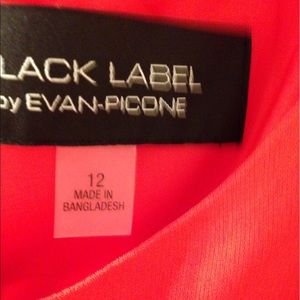 LACK LABEL
by EVAN-PICONE
12
MADE IN
BANGLADESH